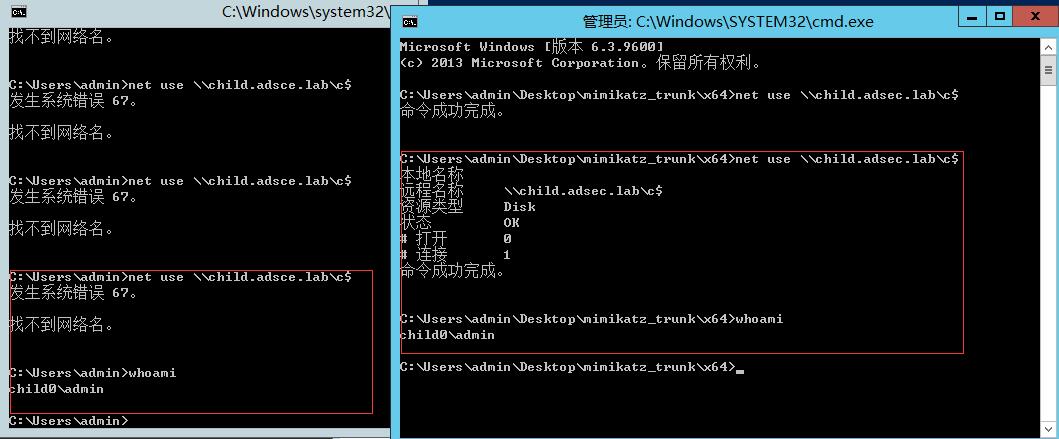 C:\Windows\system32\
找不到网络名。
C:\Users\admin>net use \\child.adsce.lab\c$
发生系统错误 67。
找不到网络名。
C:\Users\admin>net use \\child.adsce.lab\c$
发生系统错误 67。
找不到网络名。
C:\Users\admin>net use \\child.adsce.lab\c$
发生系统错误 67。
找不到网络名。
C:\Users\admin>whoami
child0\admin
C:\Users\admin>
管理员: C:\Windows\SYSTEM32\cmd.exe
Microsoft Windows [版本 6.3.9600]
(c) 2013 Microsoft Corporation。保留所有权利。
C:\Users\admin\Desktop\mimikatz_trunk\x64>net use \\child.adsec.lab\c$
命令成功完成。
C:\Users\admin\Desktop\mimikatz_trunk\x64>net use \\child.adsec.lab\c$
本地名称
远程名称 \\child.adsec.lab\c$
资源类型 Disk
状态 OK
# 打开 0
# 连接 1
命令成功完成。
C:\Users\admin\Desktop\mimikatz_trunk\x64>whoami
child0\admin
C:\Users\admin\Desktop\mimikatz_trunk\x64>